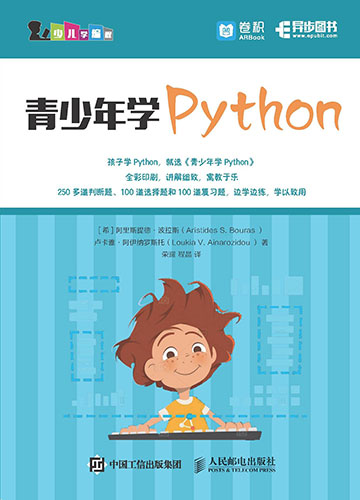 少儿学编程
卷积
ARBook
异步图书
www.epubit.com
青少年学Python
孩子学Python，甄选《青少年学Python》
全彩印刷，讲解细致，寓教于乐
250多道判断题、100道选择题和100道复习题，边学边练，学以致用
[希] 阿里斯提德·波拉斯（Aristides S. Bouras）
卢卡雅·阿伊纳罗斯托（Loukia V. Ainarozidou） 著
荣耀 程晶 译
中国工信出版集团
人民邮电出版社
POSTS & TELECOM PRESS